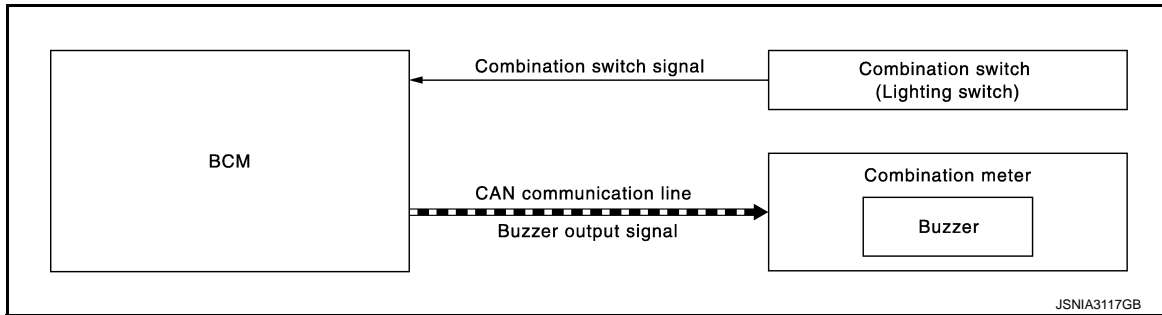 Combination switch signal
Combination switch
(Lighting switch)
BCM
CAN communication line
Buzzer output signal
Combination meter
Buzzer
JSNIA3117GB